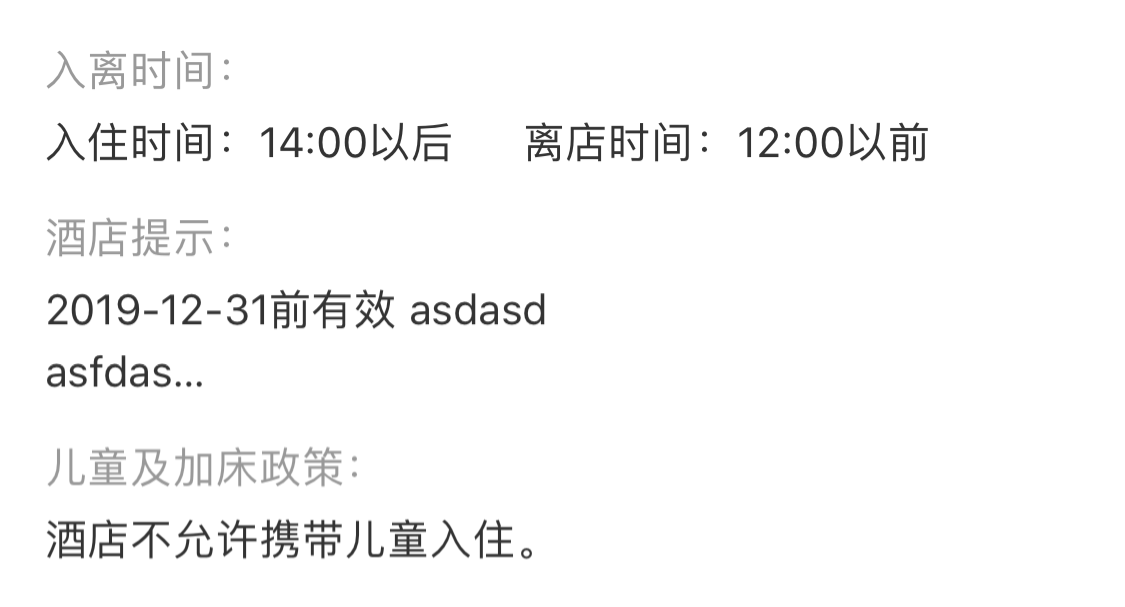 入离时间：
入住时间：14:00以后 离店时间：12:00以前
酒店提示：
2019-12-31前有效 asdasd
asfdas...
儿童及加床政策：
酒店不允许携带儿童入住。